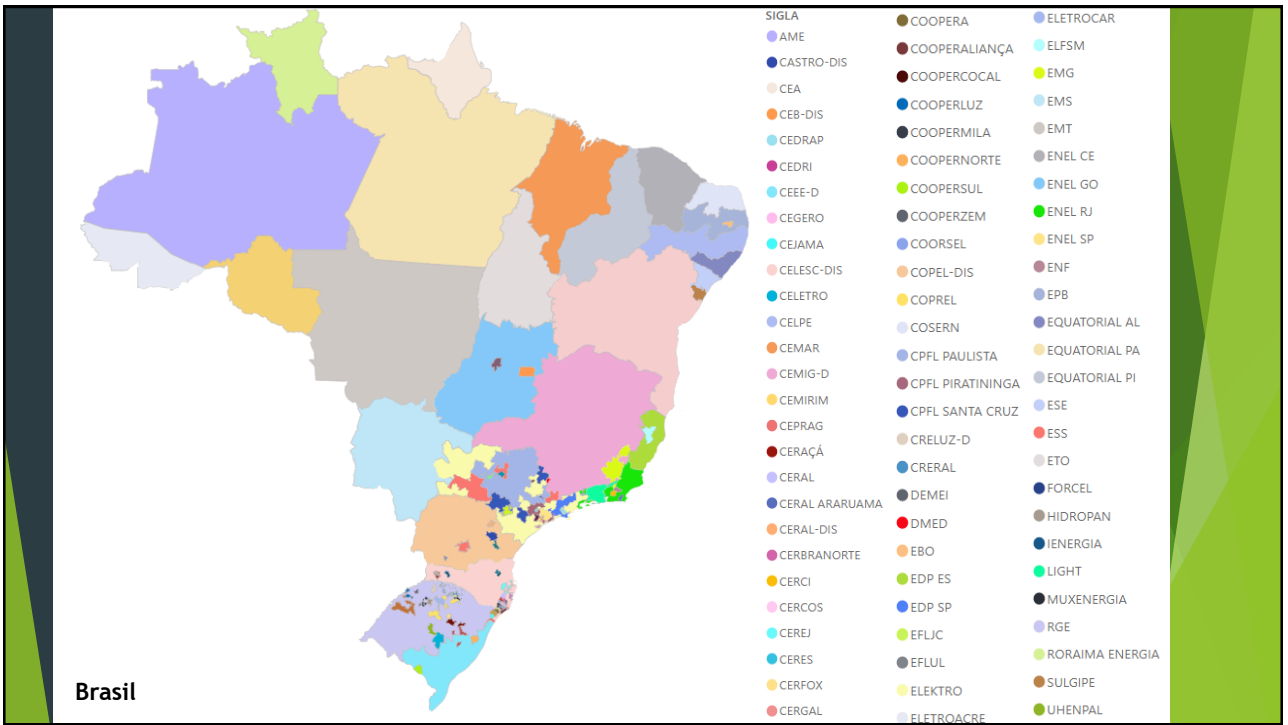 SIGLA
AME
CASTRO-DIS
CEA
CEB-DIS
CEDRAP
CEDRI
CEEE-D
CEGERO
CEJAMA
CELESC-DIS
CELETRO
CELPE
CEMAR
CEMIG-D
CEMIRIM
CEPRAG
CERAÇÁ
CERAL
CERAL ARARUAMA
CERAL-DIS
CERBRANORTE
CERCI
CERCOS
CEREJ
CERES
CERFOX
CERGAL
COOPERA
COOPERALIANÇA
COOPERCOCAL
COOPERLUZ
COOPERMILA
COOPERNORTE
COOPERSUL
COOPERZEM
COORSEL
COPEL-DIS
COPREL
COSERN
CPFL PAULISTA
CPFL PIRATININGA
CPFL SANTA CRUZ
CRELUZ-D
CRERAL
DEMEI
DMED
EBO
EDP ES
EDP SP
EFLJC
EFLUL
ELEKTRO
ELETROACRE
ELETROCAR
ELFSM
EMG
EMS
EMT
ENEL CE
ENEL GO
ENEL RJ
ENEL SP
ENF
EPB
EQUATORIAL AL
EQUATORIAL PA
EQUATORIAL PI
ESE
ESS
ETO
FORCEL
HIDROPAN
IENERGIA
LIGHT
MUXENERGIA
RGE
RORAIMA ENERGIA
SULGIPE
UHENPAL
Brasil